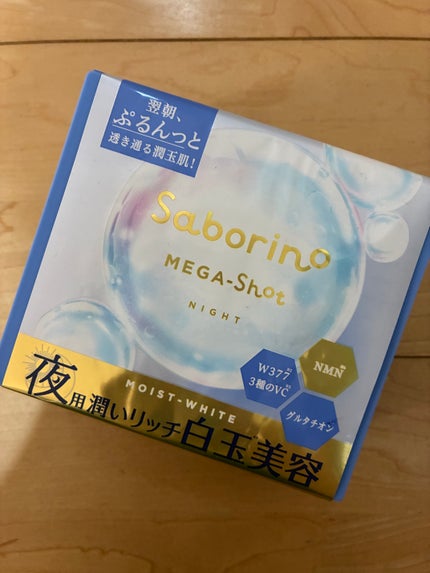 翌朝、
ぷるんっと
透き通る潤玉肌!
Saborino
MEGA-Shot
NIGHT
W377
3種のVC
NMN
グルタチオン
MOIST-WHITE
夜用潤いリッチ白玉美容